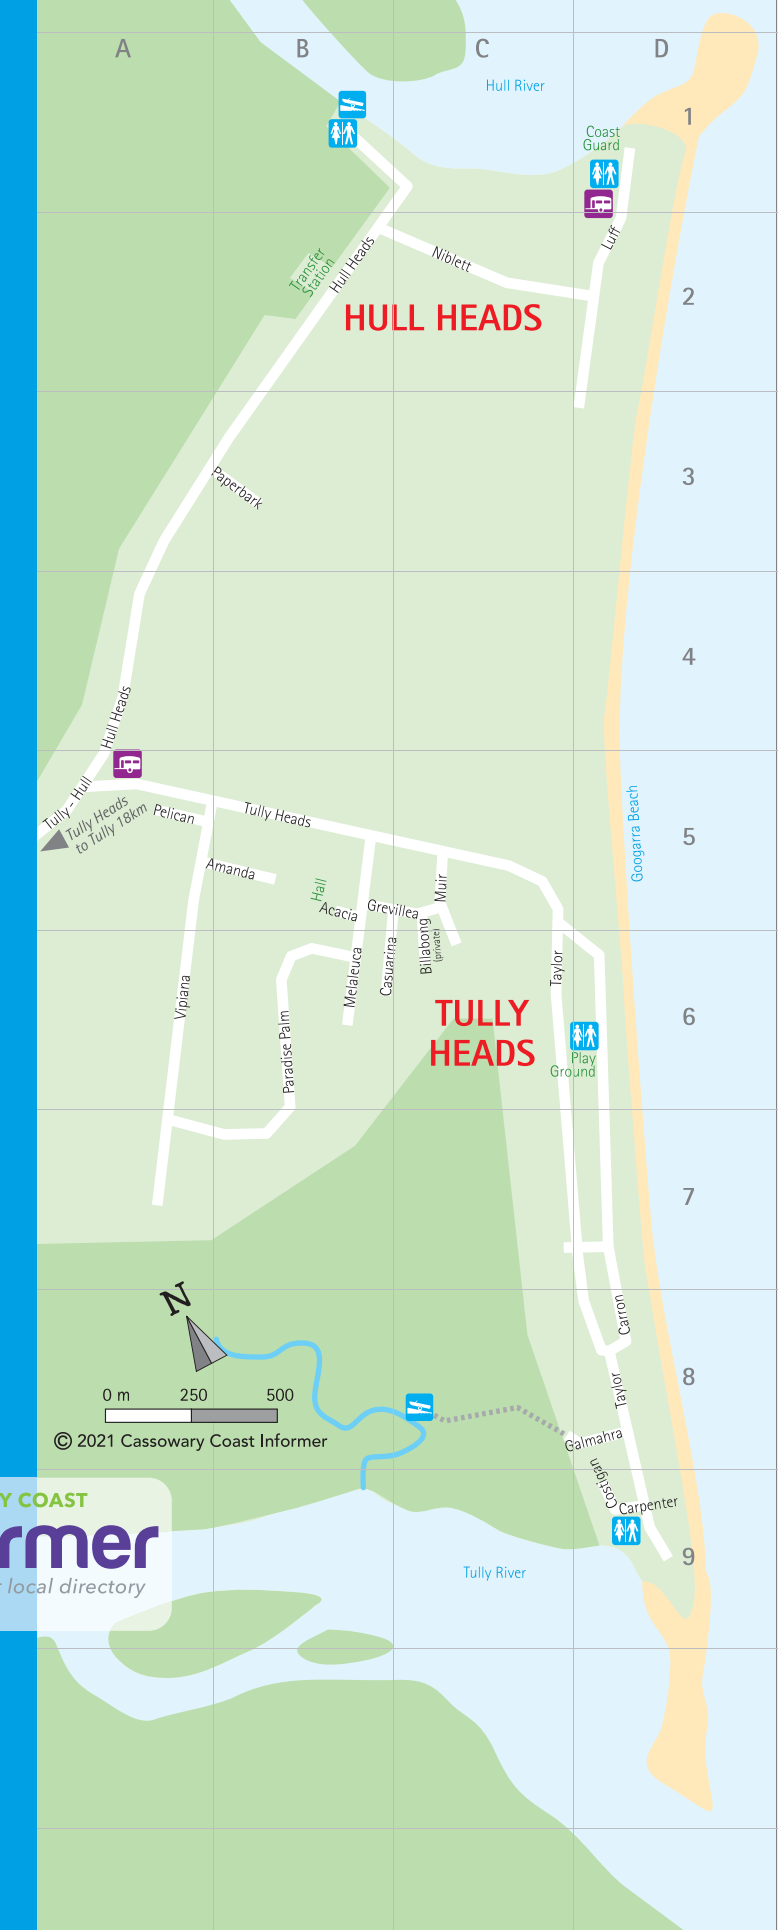 A
B
C
D
Hull River
1
Coast
Guard
Luff
Niblett
Hull Heads
Transfer
Station
2
HULL HEADS
3
Paperbark
4
Hull Heads
Tully - Hull
Tully Heads
to Tully 18km
Pelican
Tully Heads
Googarra Beach
5
Amanda
Hall
Acacia
Grevillea
Muir
Billabong
(private)
Casuarina
Melaleuca
Taylor
Vipiana
Paradise Palm
TULLY
HEADS
6
Play
Ground
7
N
Carron
8
Taylor
0 m 250 500
© 2021 Cassowary Coast Informer
Galmahra
Costigan
Carpenter
Y COAST
rmer
local directory
9
Tully River